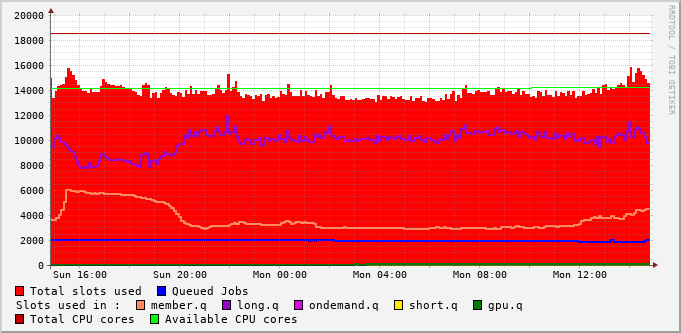 20000
18000
16000
14000
12000
10000
8000
6000
4000
2000
0
Sun 16:00 Sun 20:00 Mon 00:00 Mon 04:00 Mon 08:00 Mon 12:00
Total slots used Queued Jobs
Slots used in : member.q long.q ondemand.q short.q gpu.q
Total CPU cores Available CPU cores
RRDTOOL / TOBI OETIKER